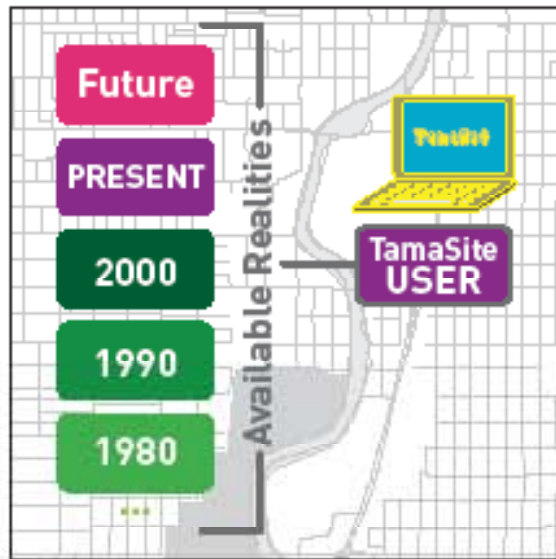 Future
PRESENT
2000
1990
1980
...
Available Realities
TamaSite
USER